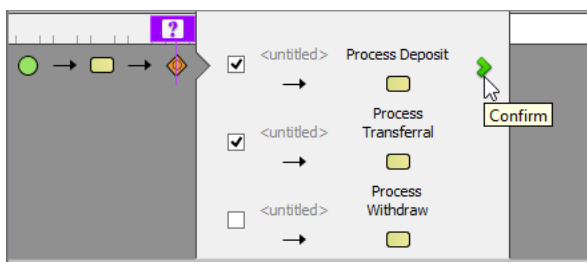 ?
<untitled> Process Deposit
Confirm
Process
<untitled> Transferral
Process
<untitled> Withdraw